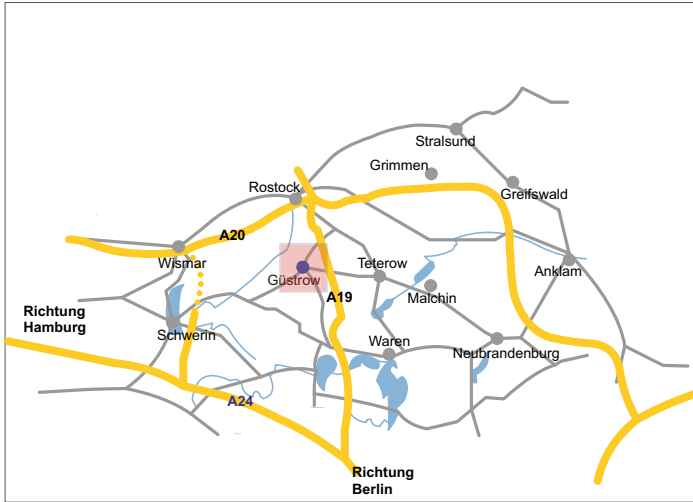 Stralsund
Grimmen
Rostock
Greifswald
A20
Wismar
Teterow
Anklam
Güstrow
A19
Malchin
Richtung
Hamburg
Schwerin
Waren
Neubrandenburg
A24
Richtung
Berlin